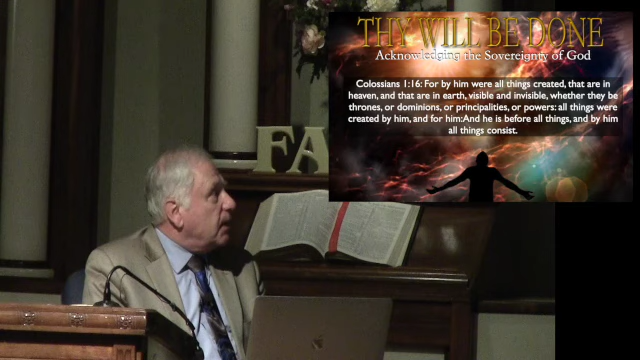 THY WILL BE DONE
Acknowledging the Sovereignty of God
Colossians 1:16: For by him were all things created, that are in
heaven, and that are in earth, visible and invisible, whether they be
thrones, or dominions, or principalities, or powers: all things were
created by him, and for him:And he is before all things, and by him
all things consist.
FA